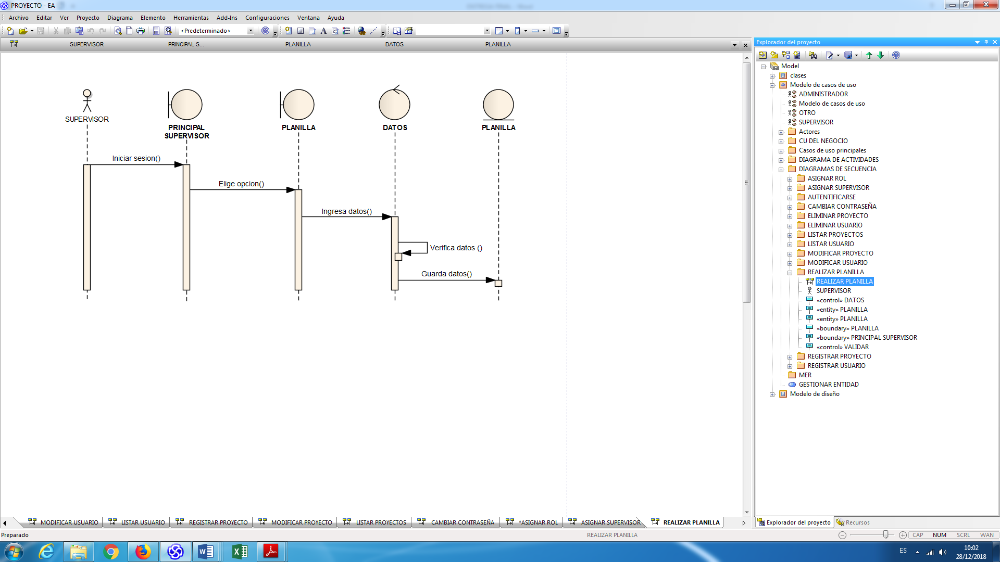 PROYECTO - EA
Archivo Editar Ver Proyecto Diagrama Elemento Herramientas Add-Ins Configuraciones Ventana Ayuda
<Predeterminado>
SUPERVISOR PRINCIPAL S... PLANILLA DATOS PLANILLA
SUPERVISOR
PRINCIPAL
SUPERVISOR
PLANILLA
DATOS
PLANILLA
Iniciar sesion()
Elige opcion()
Ingresa datos()
Verifica datos ()
Guarda datos()
Explorador del proyecto
Model
clases
Modelo de casos de uso
ADMINISTRADOR
Modelo de casos de uso
OTRO
SUPERVISOR
Actores
CU DEL NEGOCIO
Casos de uso principales
DIAGRAMA DE ACTIVIDADES
DIAGRAMAS DE SECUENCIA
ASIGNAR ROL
ASIGNAR SUPERVISOR
AUTENTIFICARSE
CAMBIAR CONTRASEÑA
ELIMINAR PROYECTO
ELIMINAR USUARIO
LISTAR PROYECTOS
LISTAR USUARIO
MODIFICAR PROYECTO
MODIFICAR USUARIO
REALIZAR PLANILLA
REALIZAR PLANILLA
SUPERVISOR
«control» DATOS
«entity» PLANILLA
«entity» PLANILLA
«boundary» PLANILLA
«boundary» PRINCIPAL SUPERVISOR
«control» VALIDAR
REGISTRAR PROYECTO
REGISTRAR USUARIO
MER
GESTIONAR ENTIDAD
Modelo de diseño
MODIFICAR USUARIO LISTAR USUARIO REGISTRAR PROYECTO MODIFICAR PROYECTO LISTAR PROYECTOS CAMBIAR CONTRASEÑA *ASIGNAR ROL ASIGNAR SUPERVISOR REALIZAR PLANILLA
Explorador del proyecto Recursos
Preparado REALIZAR PLANILLA CAP NUM SCRL WAN
ES 10:02
28/12/2018